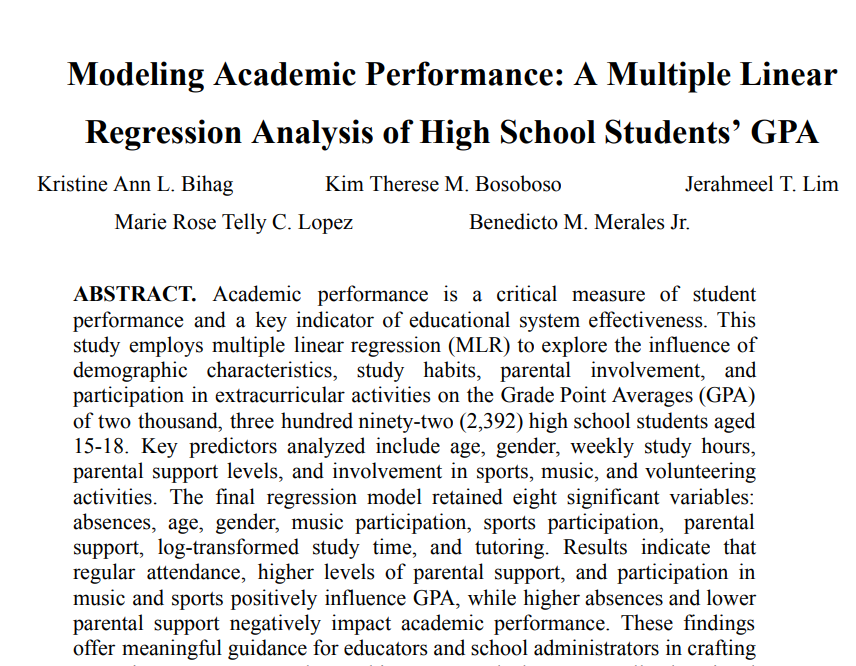 Modeling Academic Performance: A Multiple Linear
Regression Analysis of High School Students’ GPA
Kristine Ann L. Bihag Kim Therese M. Bosoboso Jerahmeel T. Lim
Marie Rose Telly C. Lopez Benedicto M. Merales Jr.
ABSTRACT. Academic performance is a critical measure of student
performance and a key indicator of educational system effectiveness. This
study employs multiple linear regression (MLR) to explore the influence of
demographic characteristics, study habits, parental involvement, and
participation in extracurricular activities on the Grade Point Averages (GPA)
of two thousand, three hundred ninety-two (2,392) high school students aged
15-18. Key predictors analyzed include age, gender, weekly study hours,
parental support levels, and involvement in sports, music, and volunteering
activities. The final regression model retained eight significant variables:
absences, age, gender, music participation, sports participation, parental
support, log-transformed study time, and tutoring. Results indicate that
regular attendance, higher levels of parental support, and participation in
music and sports positively influence GPA, while higher absences and lower
parental support negatively impact academic performance. These findings
offer meaningful guidance for educators and school administrators in crafting